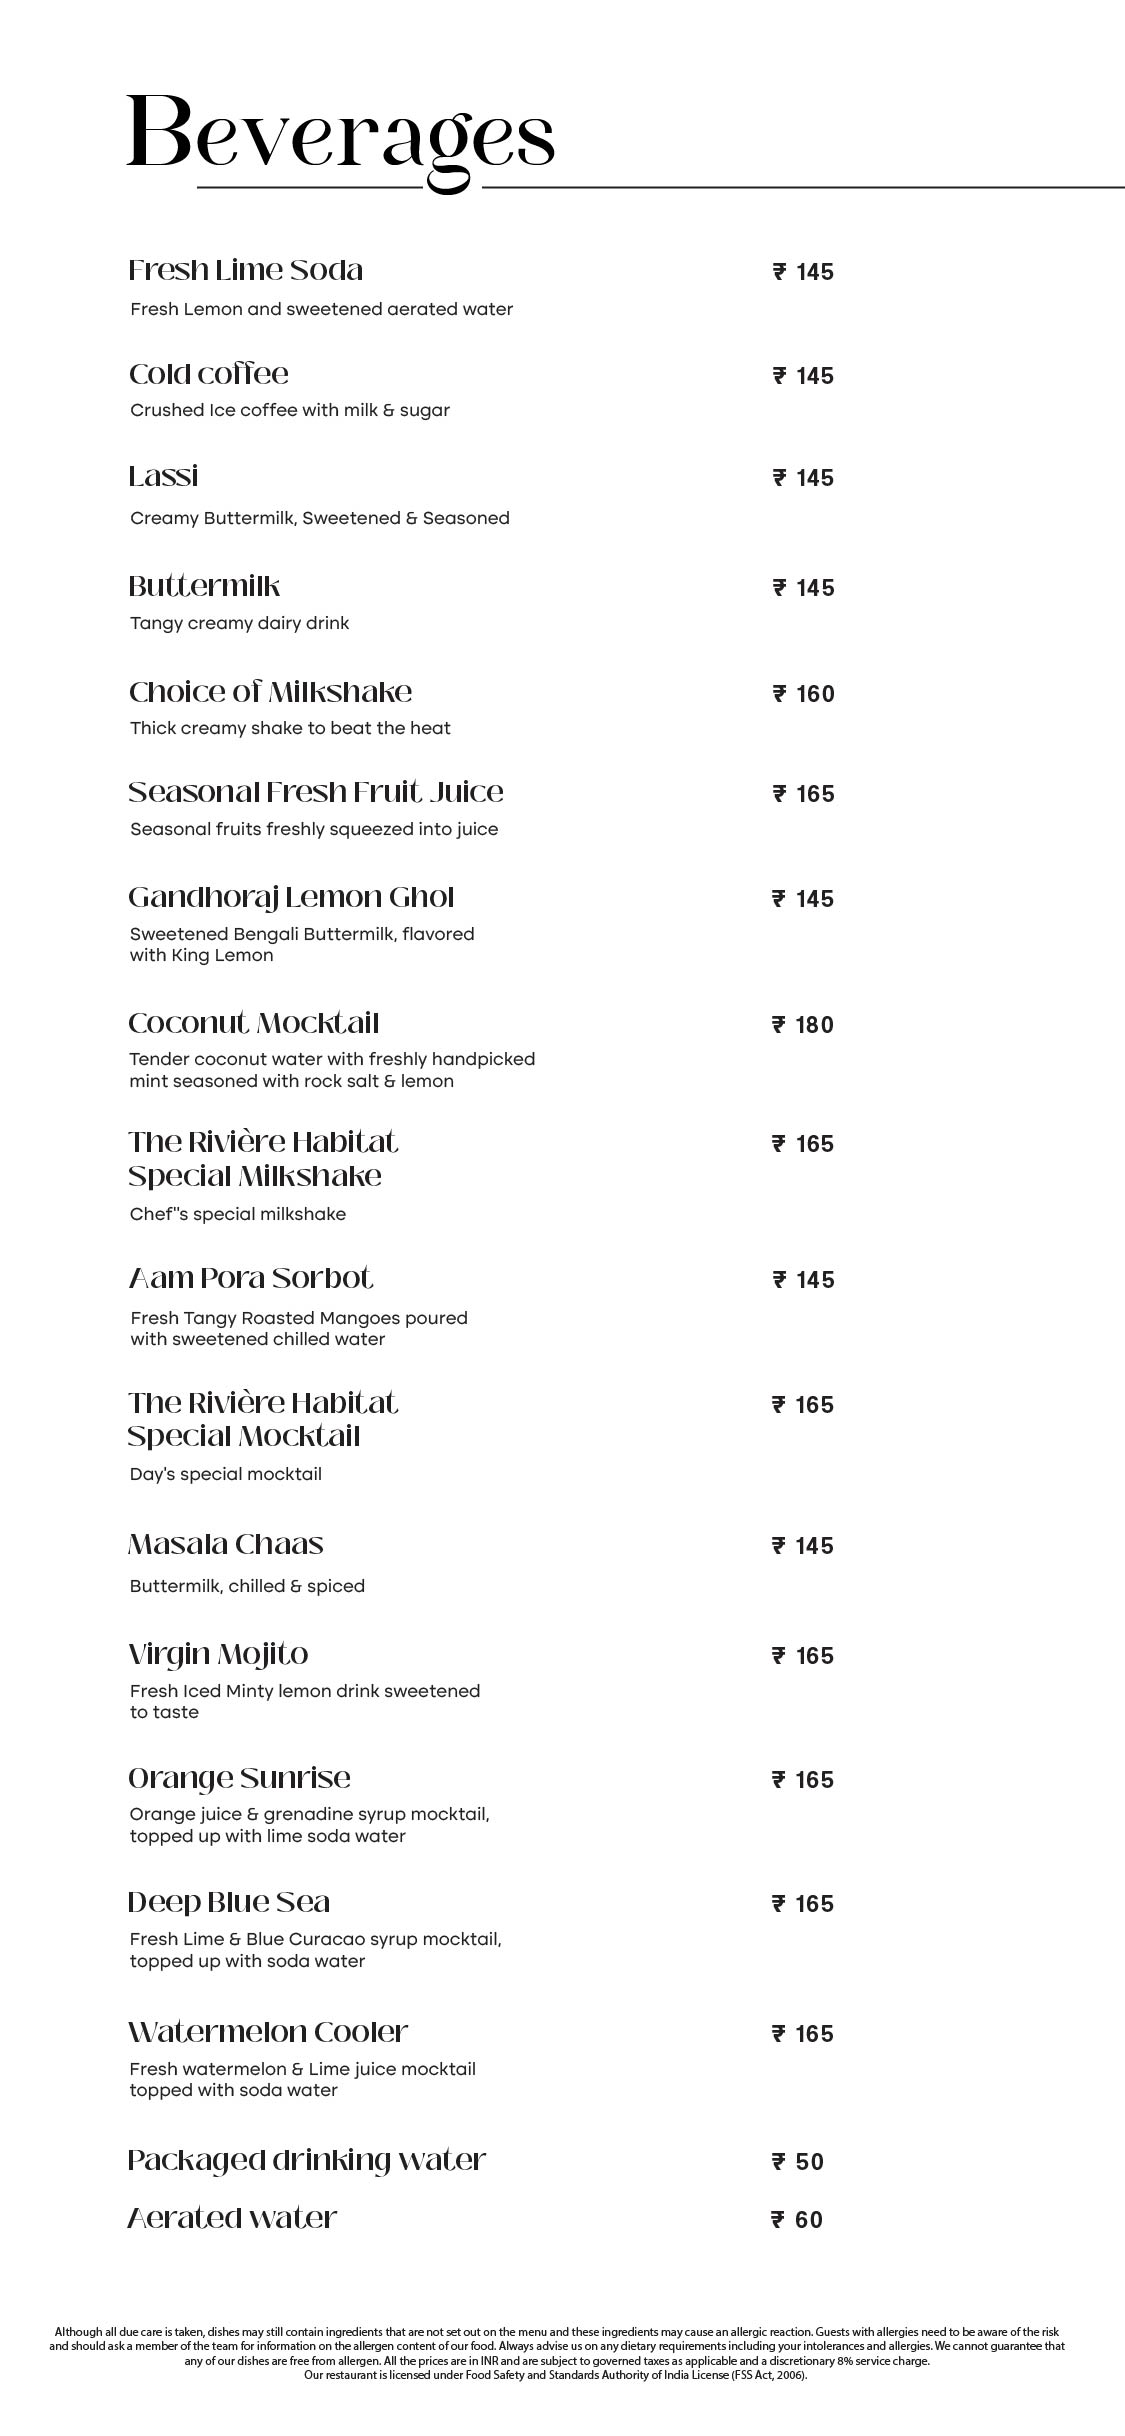 Beverages
Fresh Lime Soda ₹ 145
Fresh Lemon and sweetened aerated water
Cold coffee ₹ 145
Crushed Ice coffee with milk & sugar
Lassi ₹ 145
Creamy Buttermilk, Sweetened & Seasoned
Buttermilk ₹ 145
Tangy creamy dairy drink
Choice of Milkshake ₹ 160
Thick creamy shake to beat the heat
Seasonal Fresh Fruit Juice ₹ 165
Seasonal fruits freshly squeezed into juice
Gandhoraj Lemon Ghol ₹ 145
Sweetened Bengali Buttermilk, flavored
with King Lemon
Coconut Mocktail ₹ 180
Tender coconut water with freshly handpicked
mint seasoned with rock salt & lemon
The Rivière Habitat ₹ 165
Special Milkshake
Chef"s special milkshake
Aam Pora Sorbot ₹ 145
Fresh Tangy Roasted Mangoes poured
with sweetened chilled water
The Rivière Habitat ₹ 165
Special Mocktail
Day's special mocktail
Masala Chaas ₹ 145
Buttermilk, chilled & spiced
Virgin Mojito ₹ 165
Fresh Iced Minty lemon drink sweetened
to taste
Orange Sunrise ₹ 165
Orange juice & grenadine syrup mocktail,
topped up with lime soda water
Deep Blue Sea ₹ 165
Fresh Lime & Blue Curacao syrup mocktail,
topped up with soda water
Watermelon Cooler ₹ 165
Fresh watermelon & Lime juice mocktail
topped with soda water
Packaged drinking water ₹ 50
Aerated water ₹ 60
Although all due care is taken, dishes may still contain ingredients that are not set out on the menu and these ingredients may cause an allergic reaction. Guests with allergies need to be aware of the risk
and should ask a member of the team for information on the allergen content of our food. Always advise us on any dietary requirements including your intolerances and allergies. We cannot guarantee that
any of our dishes are free from allergen. All the prices are in INR and are subject to governed taxes as applicable and a discretionary 8% service charge.
Our restaurant is licensed under Food Safety and Standards Authority of India License (FSS Act, 2006).